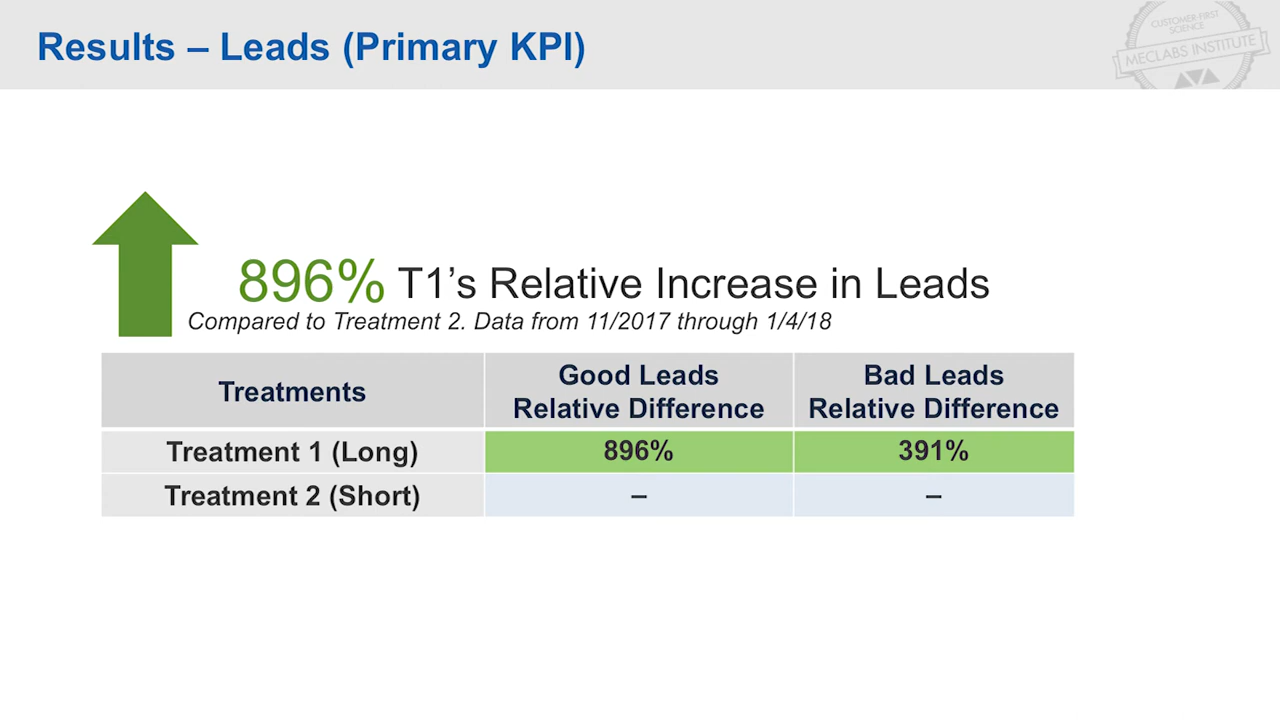 Results – Leads (Primary KPI)
CUSTOMER FIRST
SCIENCE
MECLABS INSTITUTE
896% T1’s Relative Increase in Leads
Compared to Treatment 2. Data from 11/2017 through 1/4/18
Treatments
Good Leads
Relative Difference
Bad Leads
Relative Difference
Treatment 1 (Long) 896% 391%
Treatment 2 (Short) – –